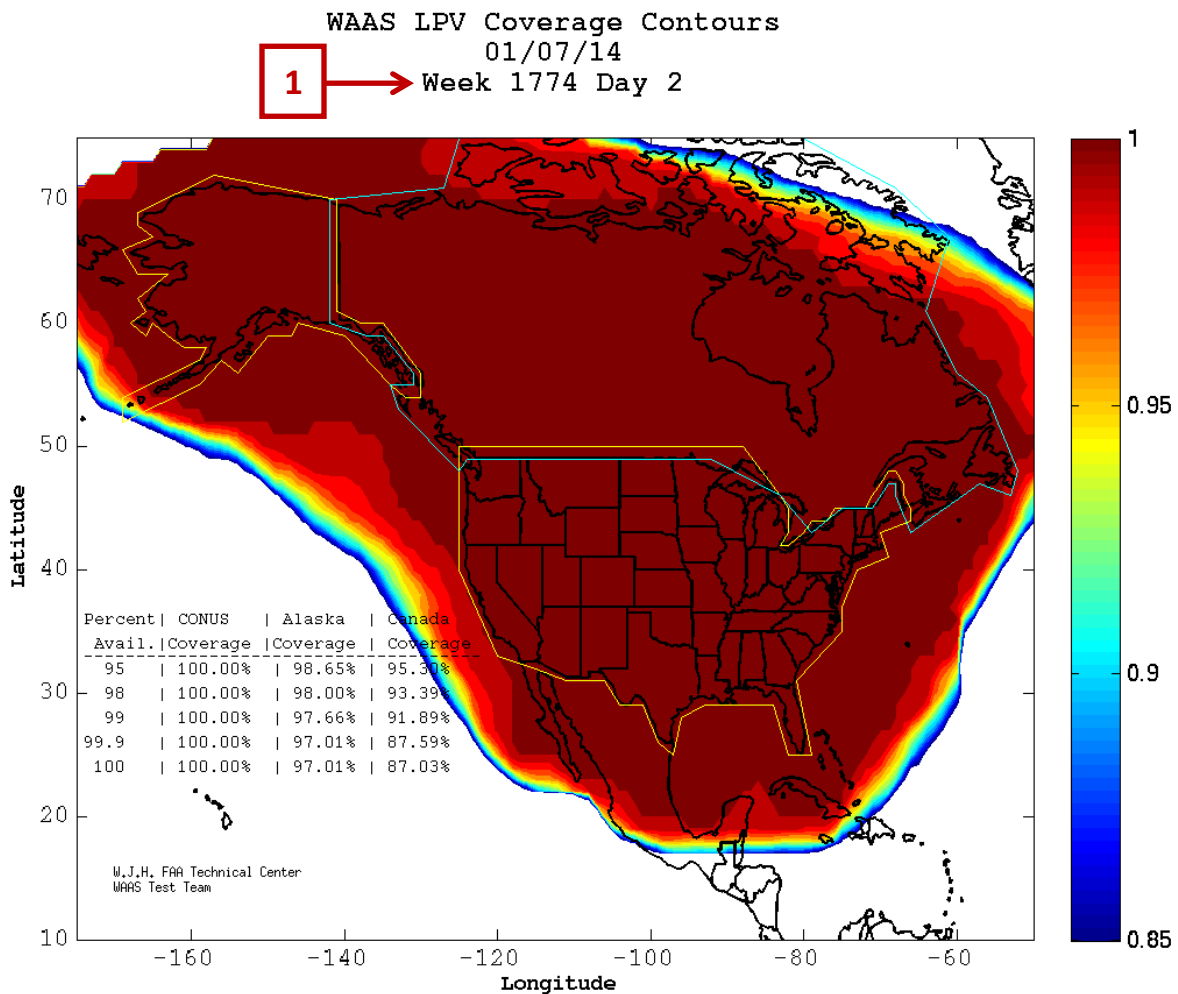 WAAS LPV Coverage Contours
01/07/14
1
Week 1774 Day 2
1
70
60
0.95
50
Latitude
40
Percent| CONUS | Alaska | Canada
Avail.|Coverage |Coverage | Coverage
95 | 100.00% | 98.65% | 95.30%
0.9
98 | 100.00% | 98.00% | 93.39%
30
99 | 100.00% | 97.66% | 91.89%
99.9 | 100.00% | 97.01% | 87.59%
100 | 100.00% | 97.01% | 87.03%
20
W.J.H. FAA Technical Center
WAAS Test Team
10
0.85
-160 -140 -120 -100 -80 -60
Longitude